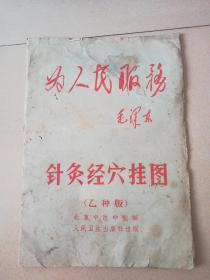 为人民服务
毛泽东
针灸经穴挂图
（乙种版）
北京中医学院编
人民卫生出版社出版